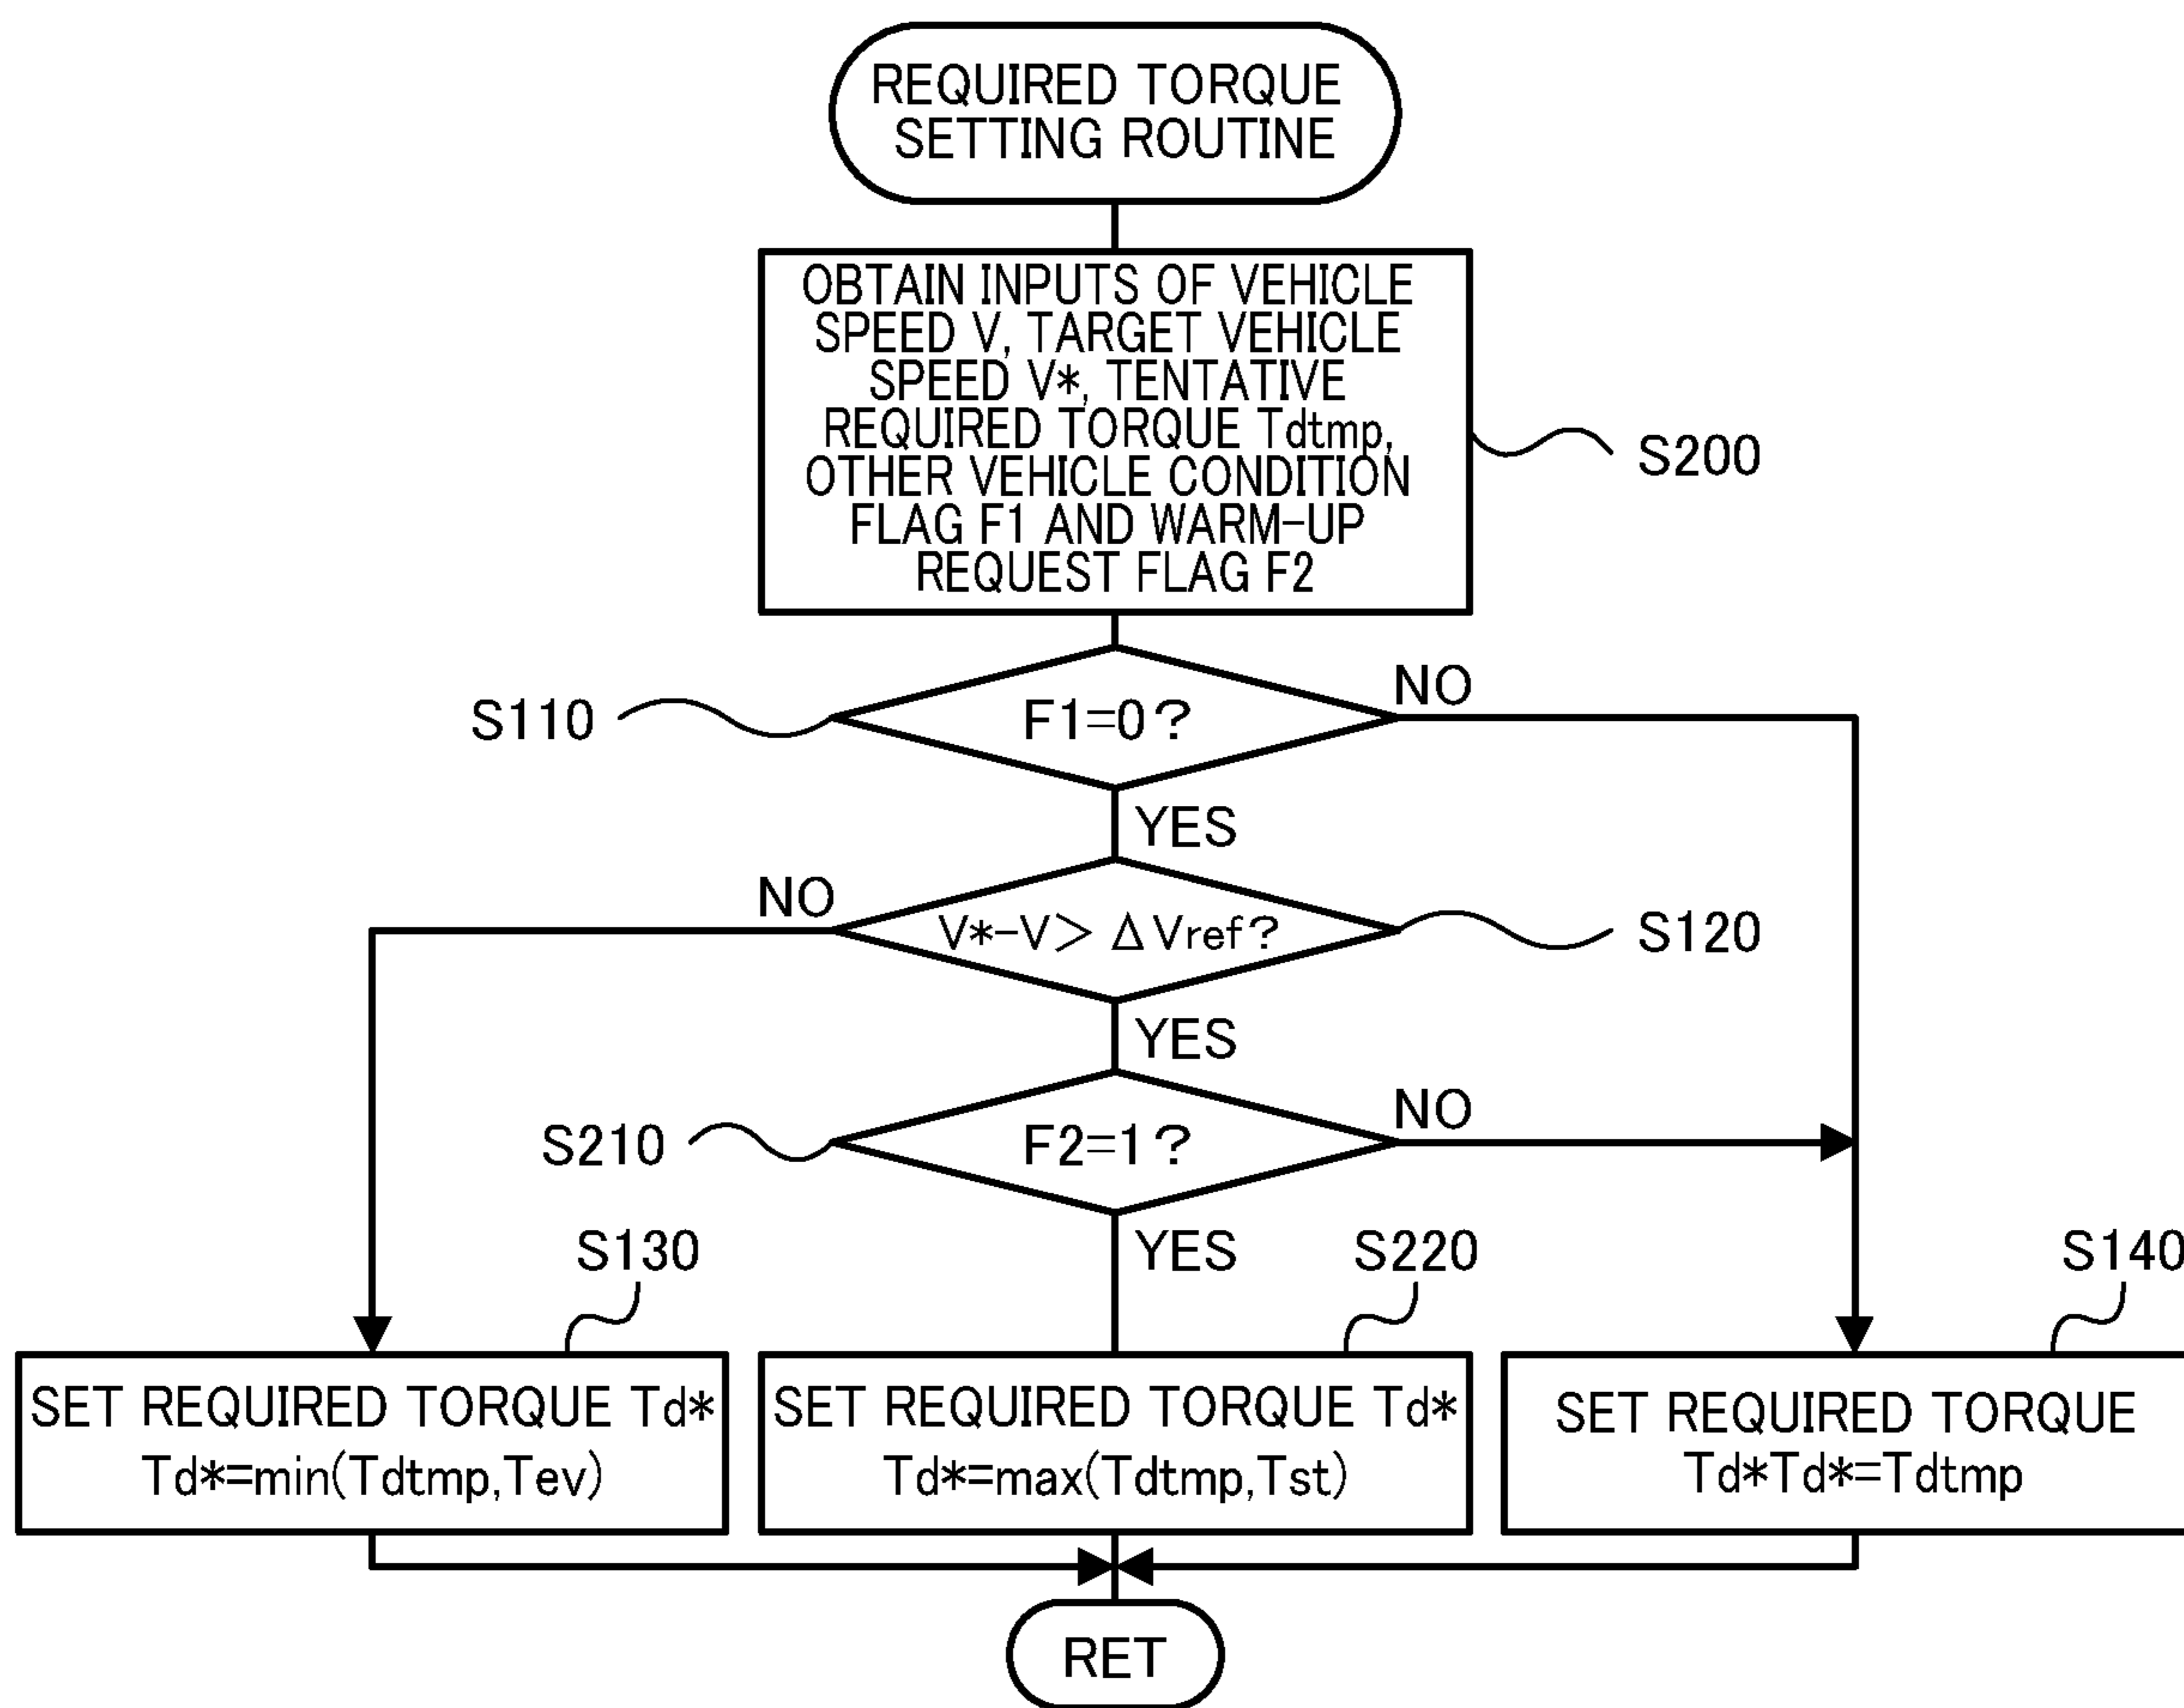 REQUIRED TORQUE
SETTING ROUTINE
OBTAIN INPUTS OF VEHICLE
SPEED V, TARGET VEHICLE
SPEED V*, TENTATIVE
REQUIRED TORQUE Tdtmp,
OTHER VEHICLE CONDITION
FLAG F1 AND WARM-UP
REQUEST FLAG F2
S200
S110
F1=0?
NO
YES
NO
V*-V> ΔVref?
S120
YES
S210
F2=1?
NO
YES
S130
SET REQUIRED TORQUE Td*
Td*=min(Tdtmp,Tev)
S220
SET REQUIRED TORQUE Td*
Td*=max(Tdtmp,Tst)
S140
SET REQUIRED TORQUE
Td*Td*=Tdtmp
RET